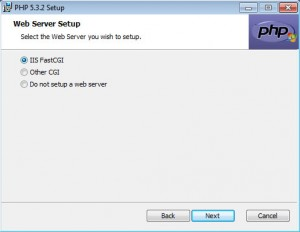 PHP 5.3.2 Setup
Web Server Setup
Select the Web Server you wish to setup.
php
IIS FastCGI
Other CGI
Do not setup a web server
Back Next Cancel